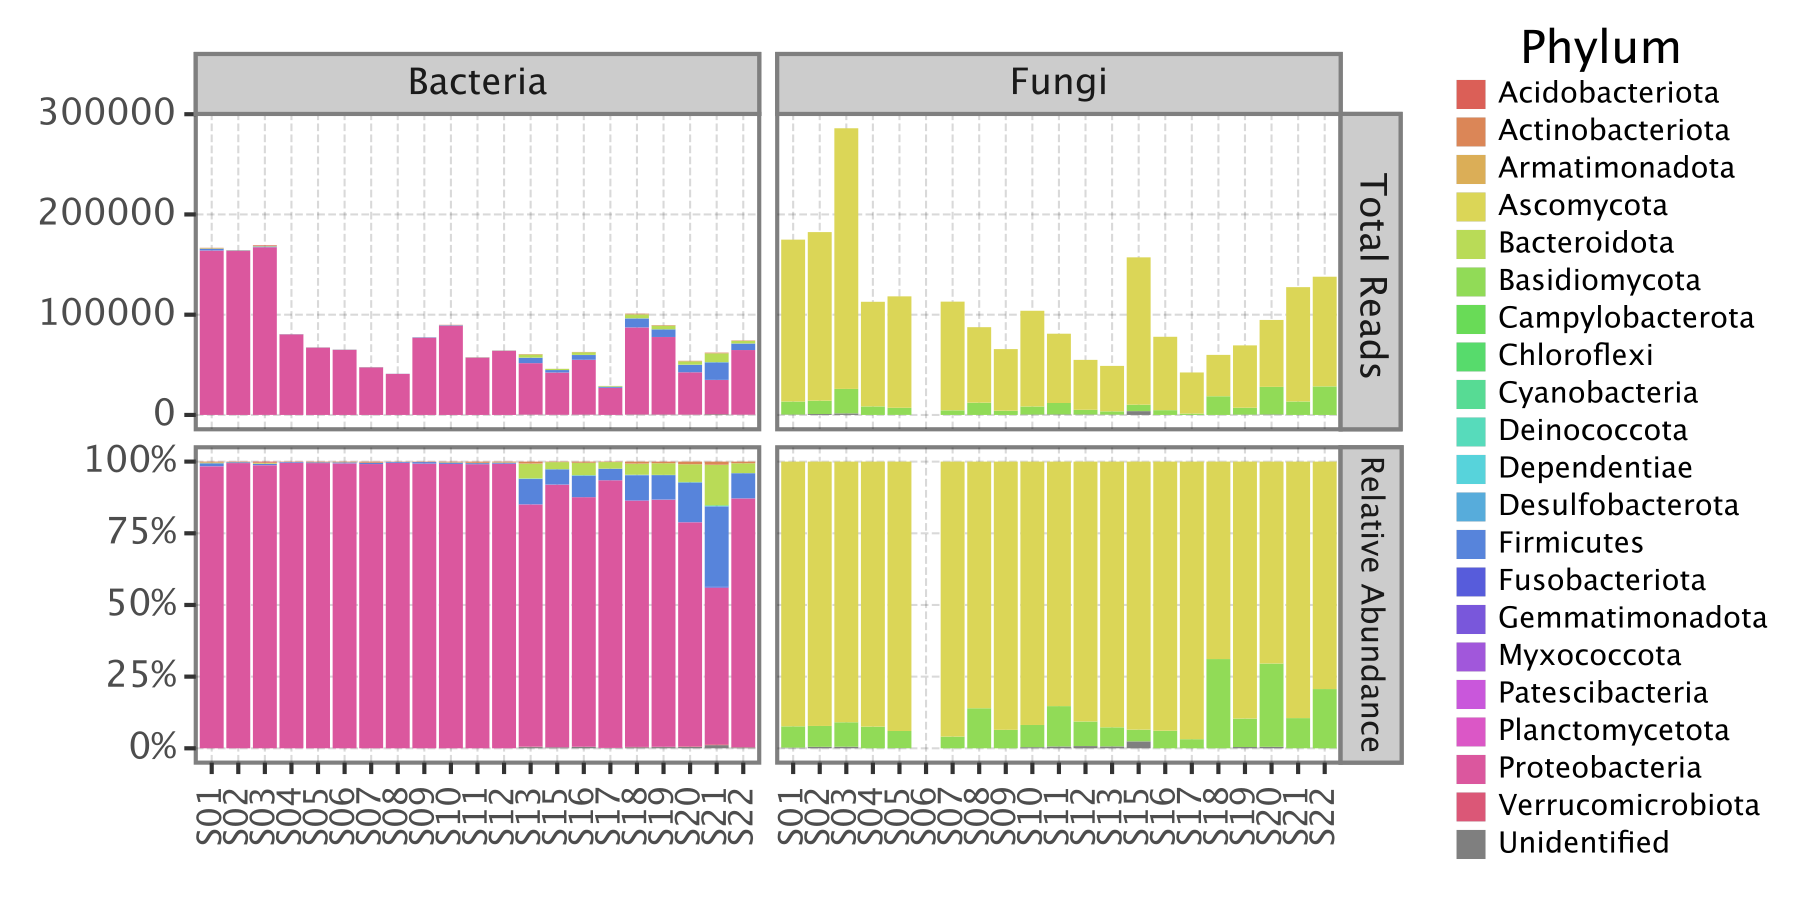 Bacteria
Fungi
300000
200000
100000
0
Total Reads
100%
75%
50%
25%
0%
Relative Abundance
S01 S02 S03 S04 S05 S06 S07 S08 S09 S10 S11 S12 S13 S15 S16 S17 S18 S19 S20 S21 S22
S01 S02 S03 S04 S05 S06 S07 S08 S09 S10 S11 S12 S13 S15 S16 S17 S18 S19 S20 S21 S22
Phylum
Acidobacteriota
Actinobacteriota
Armatimonadota
Ascomycota
Bacteroidota
Basidiomycota
Campylobacterota
Chloroflexi
Cyanobacteria
Deinococcota
Dependentiae
Desulfobacterota
Firmicutes
Fusobacteriota
Gemmatimonadota
Myxococcota
Patescibacteria
Planctomycetota
Proteobacteria
Verrucomicrobiota
Unidentified